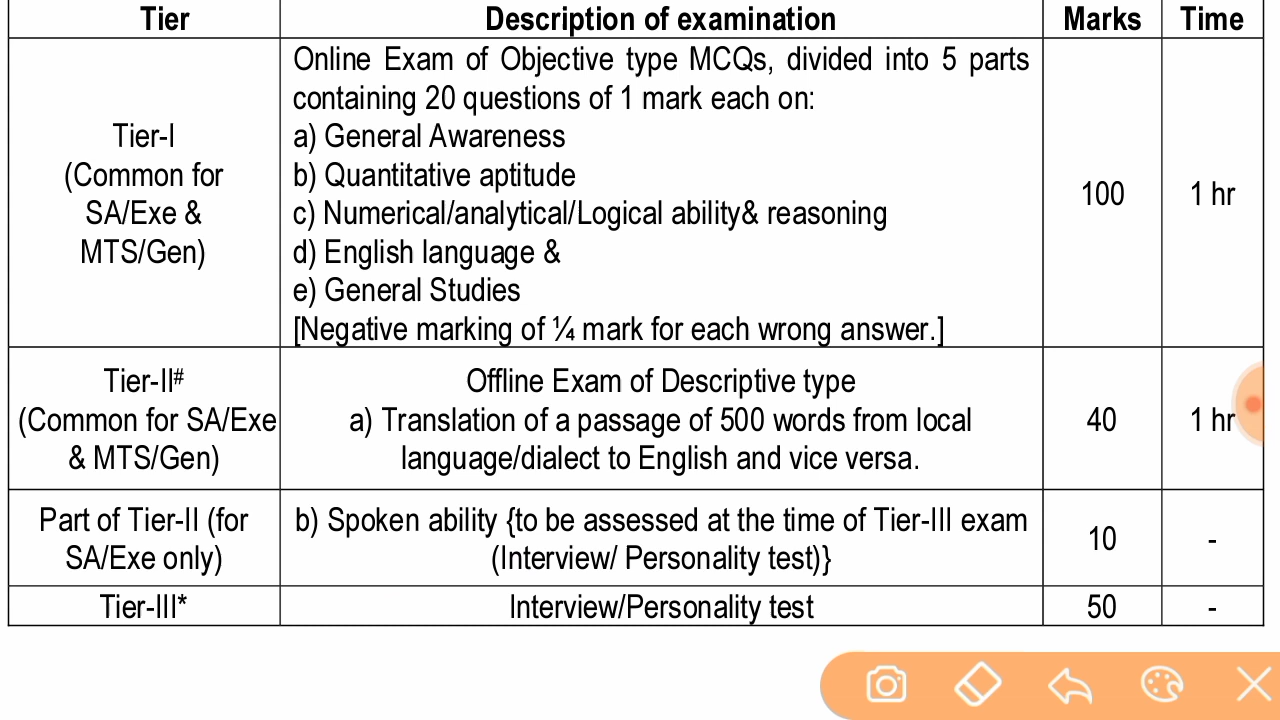 Tier Description of examination Marks Time
Tier-I
(Common for
SA/Exe &
MTS/Gen)
Online Exam of Objective type MCQs, divided into 5 parts
containing 20 questions of 1 mark each on:
a) General Awareness
b) Quantitative aptitude
c) Numerical/analytical/Logical ability& reasoning
d) English language &
e) General Studies
[Negative marking of ¼ mark for each wrong answer.]
100
1 hr
Tier-II#
(Common for SA/Exe
& MTS/Gen)
Offline Exam of Descriptive type
a) Translation of a passage of 500 words from local
language/dialect to English and vice versa.
40
1 hr
Part of Tier-II (for
SA/Exe only)
b) Spoken ability {to be assessed at the time of Tier-III exam
(Interview/ Personality test)}
10
-
Tier-III*
Interview/Personality test
50
-